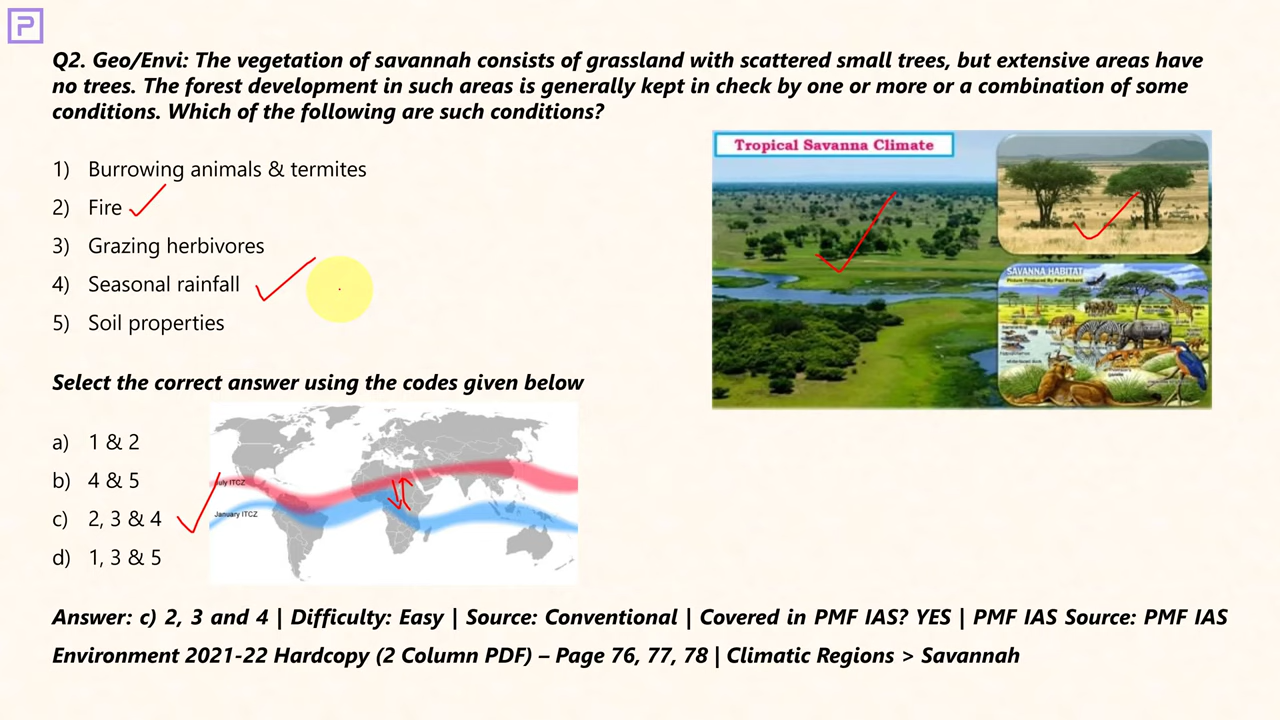 P
Q2. Geo/Envi: The vegetation of savannah consists of grassland with scattered small trees, but extensive areas have
no trees. The forest development in such areas is generally kept in check by one or more or a combination of some
conditions. Which of the following are such conditions?
1) Burrowing animals & termites
2) Fire
3) Grazing herbivores
4) Seasonal rainfall
5) Soil properties
Tropical Savanna Climate
SAVANNA HABITAT
Select the correct answer using the codes given below
a) 1 & 2
b) 4 & 5
c) 2, 3 & 4
d) 1, 3 & 5
July ITCZ
January ITCZ
Answer: c) 2, 3 and 4 | Difficulty: Easy | Source: Conventional | Covered in PMF IAS? YES | PMF IAS Source: PMF IAS
Environment 2021-22 Hardcopy (2 Column PDF) – Page 76, 77, 78 | Climatic Regions > Savannah